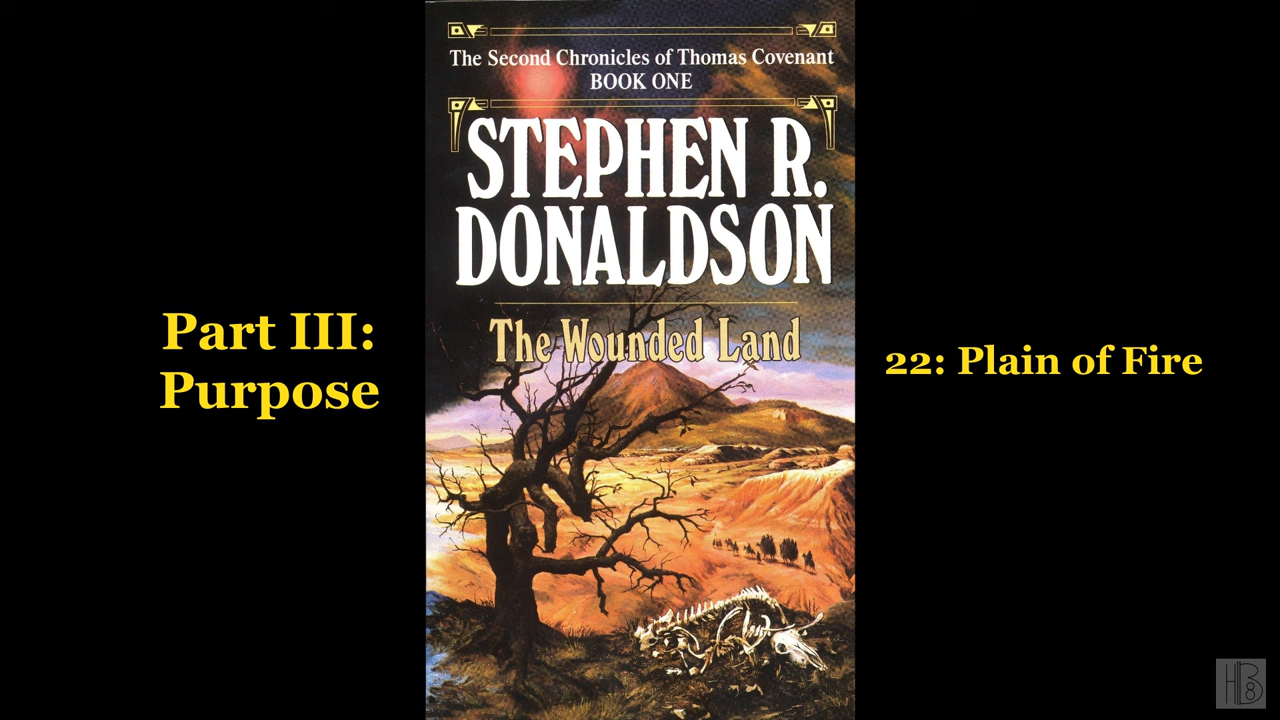 The Second Chronicles of Thomas Covenant
BOOK ONE
STEPHEN R.
DONALDSON
The Wounded Land
Part III:
Purpose
22: Plain of Fire